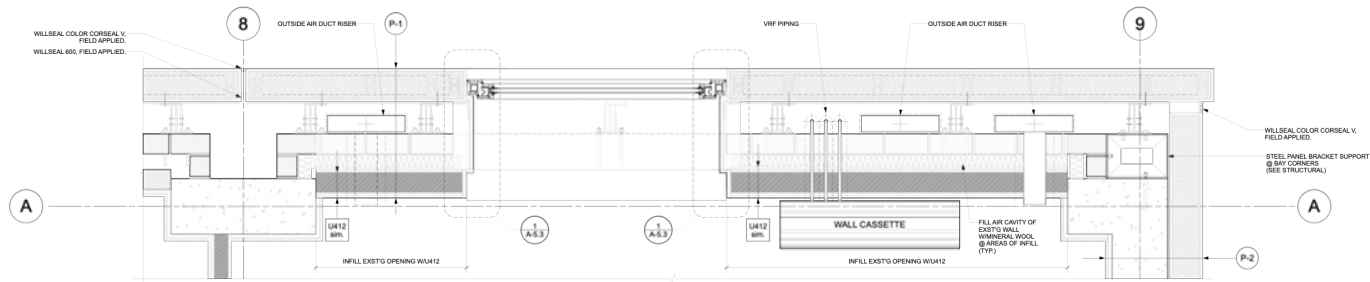 8
OUTSIDE AIR DUCT RISER
P-1
VRF PIPING
OUTSIDE AIR DUCT RISER
9
WILLSEAL COLOR CORSEAL V,
FIELD APPLIED.
WILLSEAL 600, FIELD APPLIED.
WILLSEAL COLOR CORSEAL V,
FIELD APPLIED.
STEEL PANEL BRACKET SUPPORT
@ BAY CORNERS
(SEE STRUCTURAL)
A
A
U412
sim.
1
A-5.3
1
A-5.3
U412
sim.
WALL CASSETTE
FILL AIR CAVITY OF
EXST'G WALL
W/MINERAL WOOL
@ AREAS OF INFILL
(TYP.)
INFILL EXST'G OPENING W/U412
INFILL EXST'G OPENING W/U412
P-2